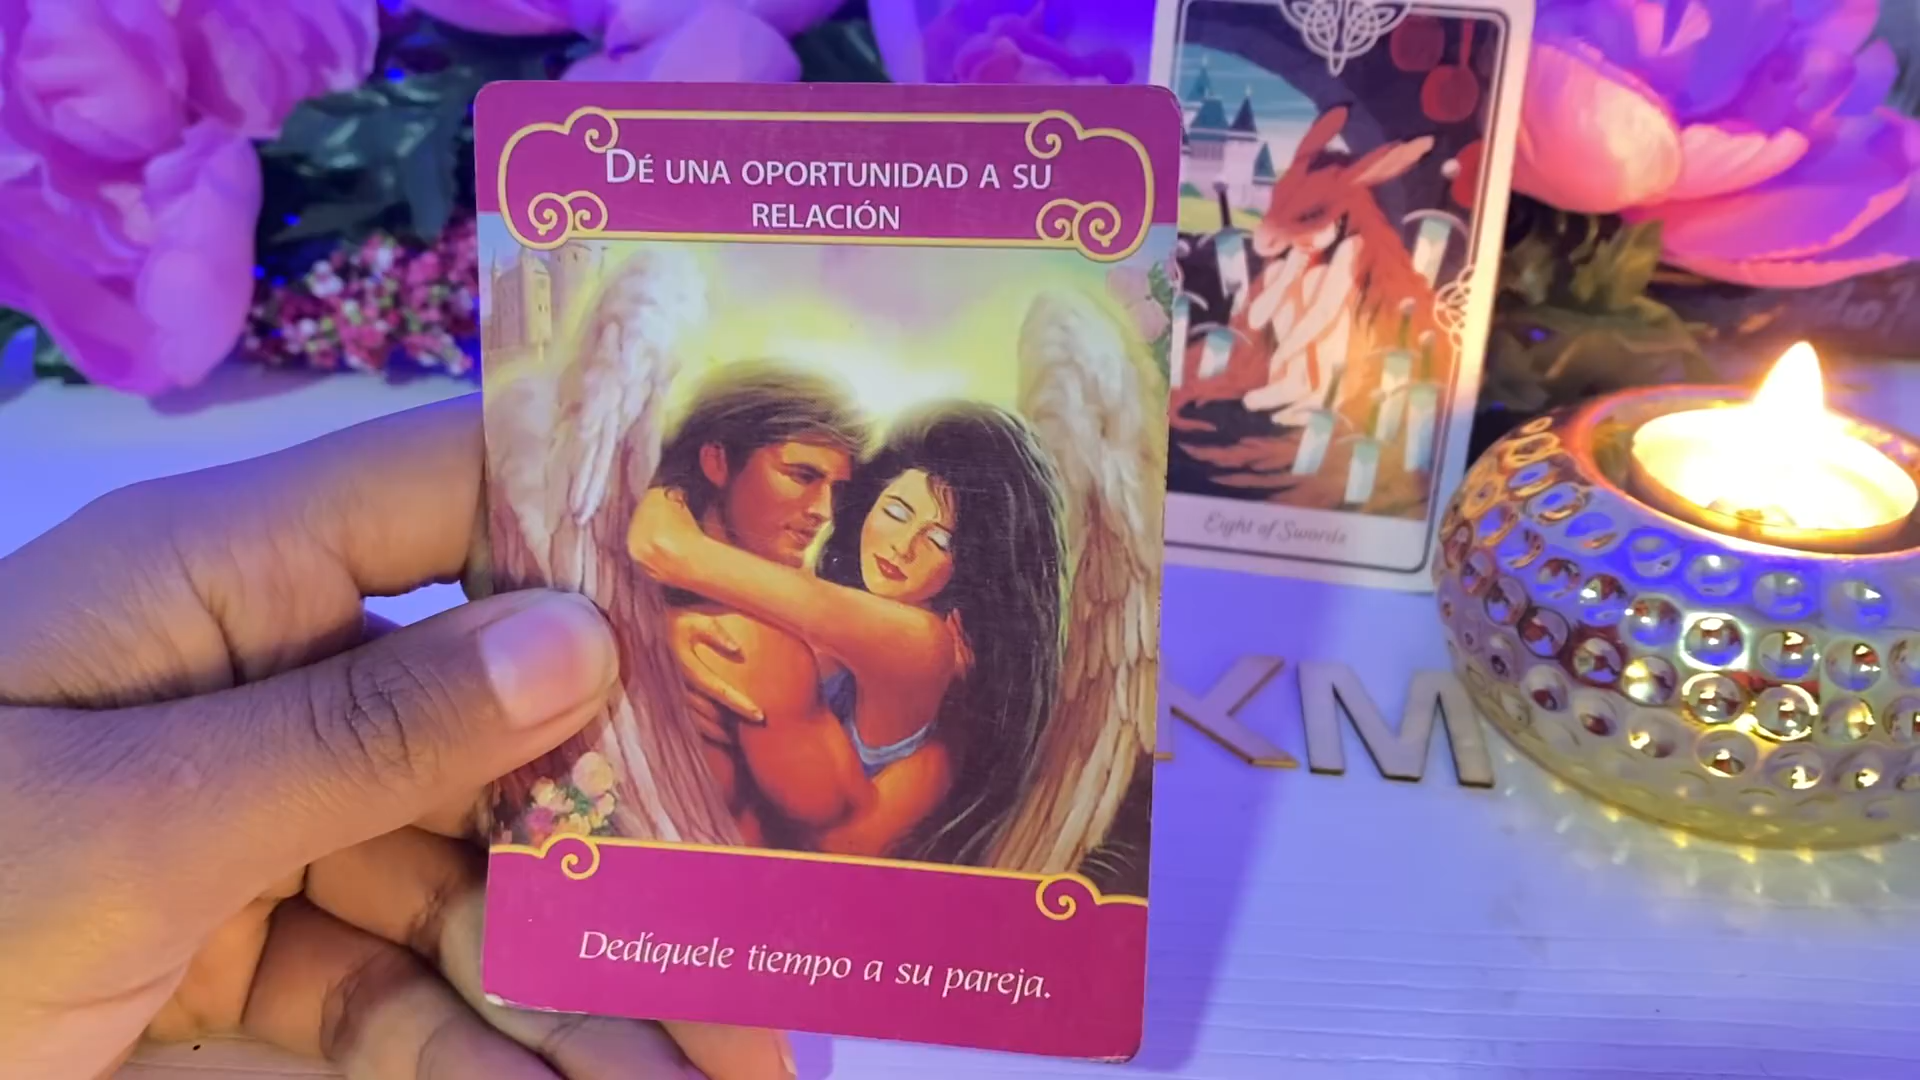 DÉ UNA OPORTUNIDAD A SU
RELACIÓN
Dedíquele tiempo a su pareja.
Eight of Swords
KM